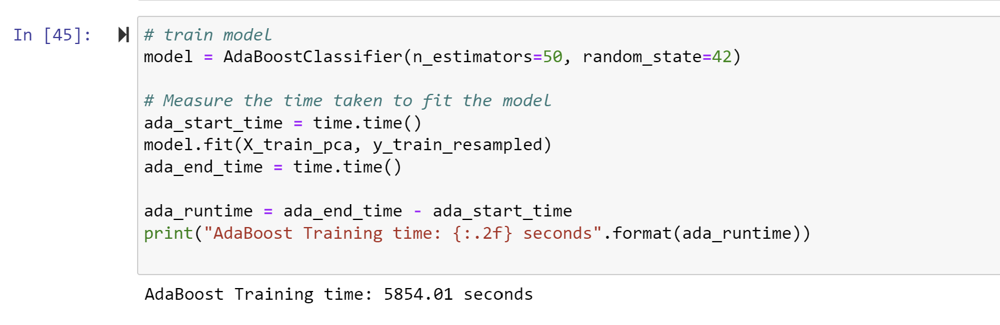 In [45]:
# train model
model = AdaBoostClassifier(n_estimators=50, random_state=42)
# Measure the time taken to fit the model
ada_start_time = time.time()
model.fit(X_train_pca, y_train_resampled)
ada_end_time = time.time()
ada_runtime = ada_end_time - ada_start_time
print("AdaBoost Training time: {:.2f} seconds".format(ada_runtime))
AdaBoost Training time: 5854.01 seconds